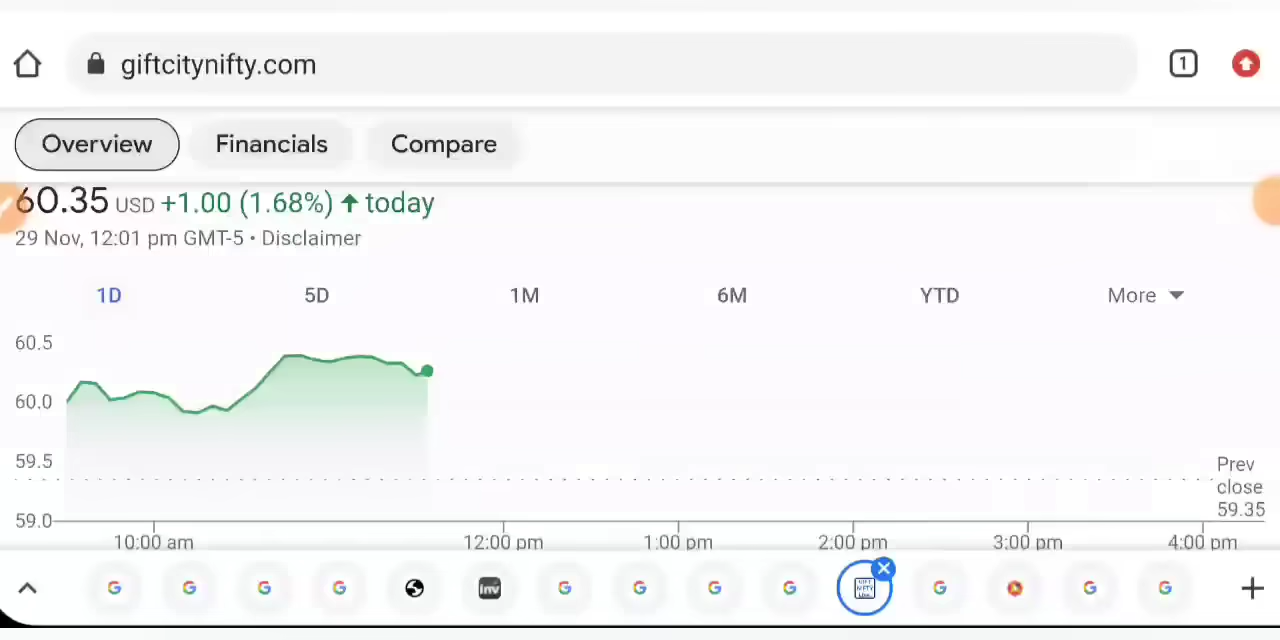 giftcitynifty.com
1
Overview Financials Compare
60.35 USD +1.00 (1.68%) ↑ today
29 Nov, 12:01 pm GMT-5 • Disclaimer
1D 5D 1M 6M YTD More
60.5
60.0
59.5
59.0
Prev
close
59.35
10:00 am 12:00 pm 1:00 pm 2:00 pm 3:00 pm 4:00 pm
inv